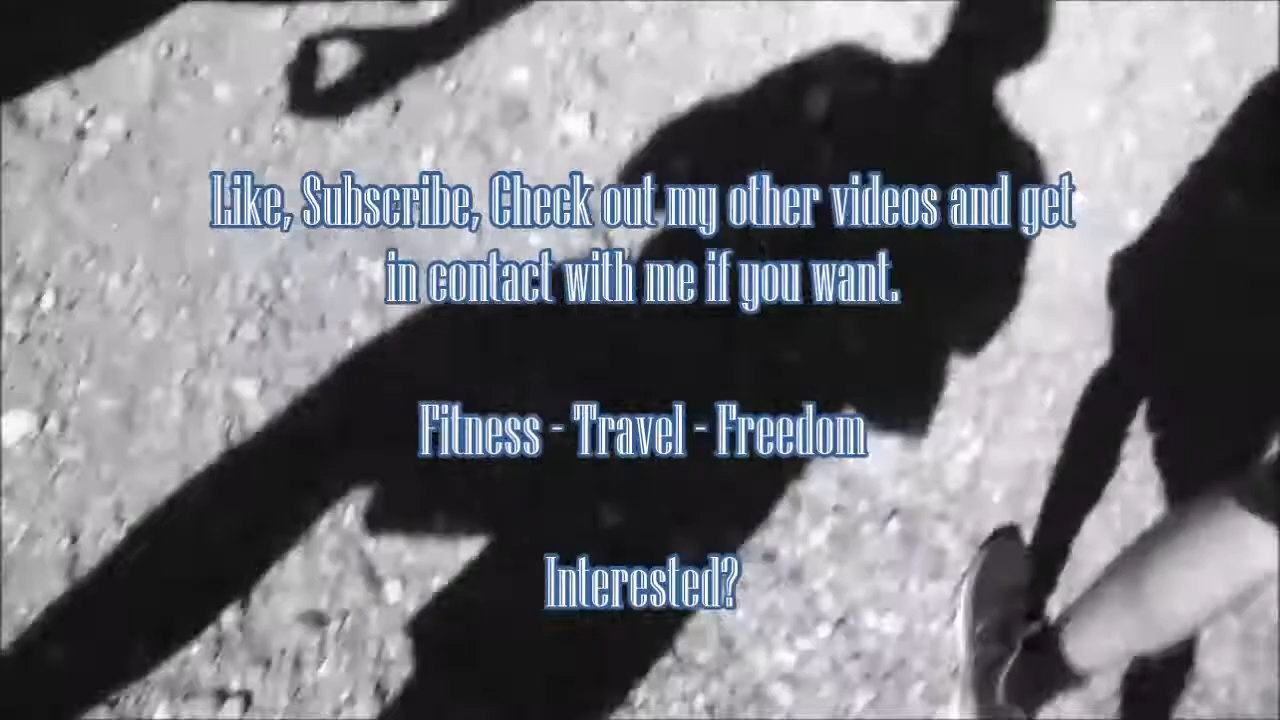 Like, Subscribe, Check out my other videos and get
in contact with me if you want.
Fitness - Travel - Freedom
Interested?